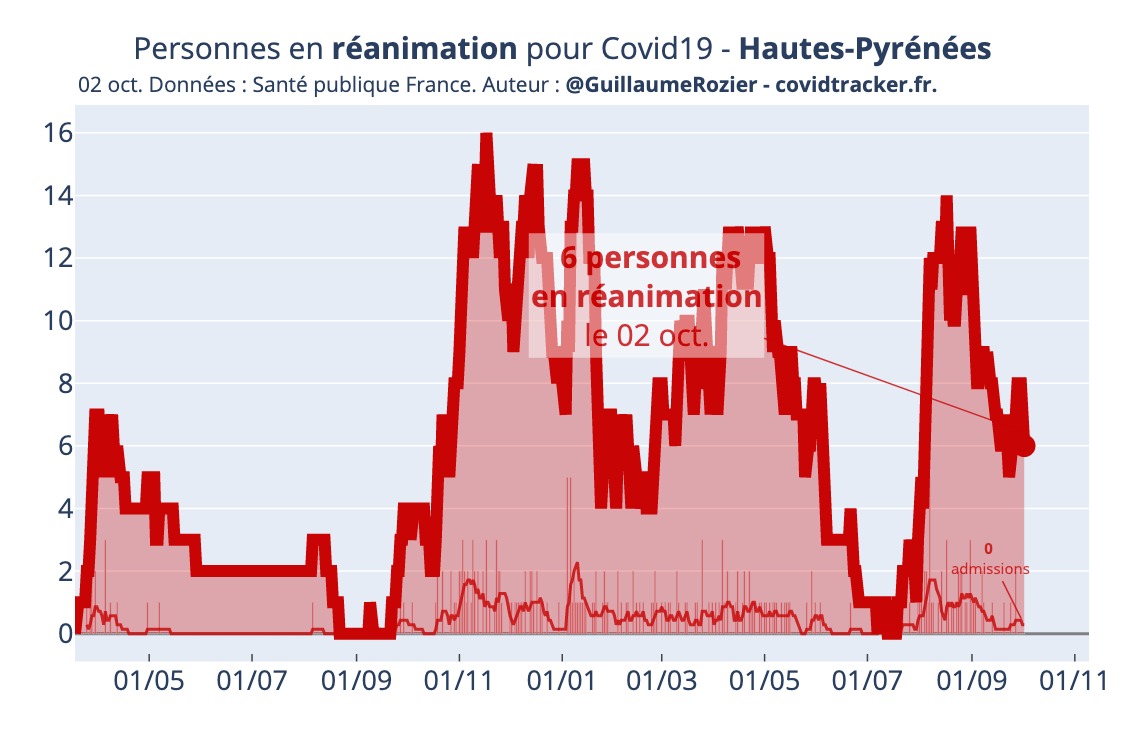 Personnes en réanimation pour Covid19 - Hautes-Pyrénées
02 oct. Données : Santé publique France. Auteur : @GuillaumeRozier - covidtracker.fr.
16
14
12
10
8
6
4
2
0
6 personnes
en réanimation
le 02 oct.
0
admissions
01/05 01/07 01/09 01/11 01/01 01/03 01/05 01/07 01/09 01/11